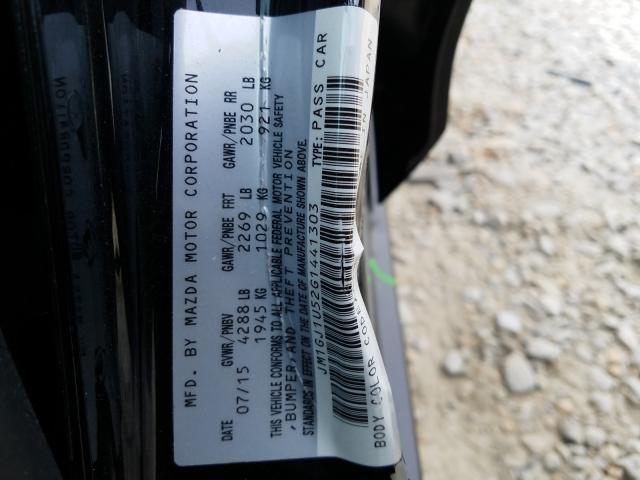 MFD. BY MAZDA MOTOR CORPORATION
DATE GVWR/PNBV GAWR/PNBE FRT GAWR/PNBE RR
07/15 4288 LB 2269 LB 2030 LB
1945 KG 1029 KG 921 KG
THIS VEHICLE CONFORMS TO ALL APPLICABLE FEDERAL MOTOR VEHICLE SAFETY
, BUMPER, AND THEFT PREVENTION
STANDARDS IN EFFECT ON THE DATE OF MANUFACTURE SHOWN ABOVE.
JM1GJ1U52G1441303 TYPE: PASS CAR
BODY COLOR CODE: IN JAPAN